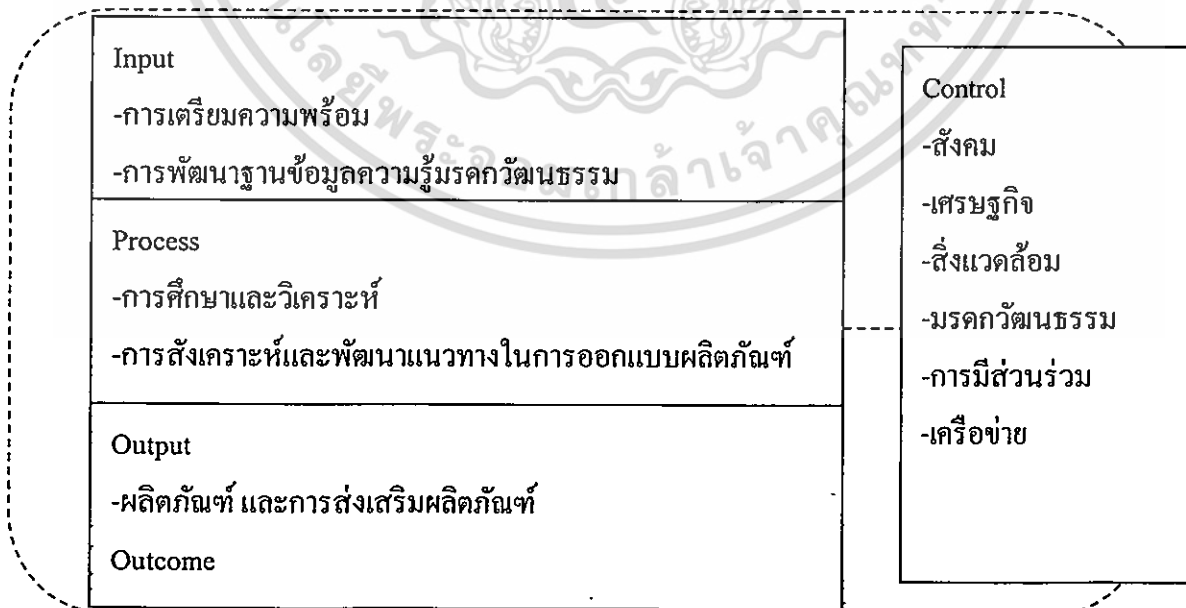 Input
-การเตรียมความพร้อม
-การพัฒนาฐานข้อมูลความรู้มรดกวัฒนธรรม
Process
-การศึกษาและวิเคราะห์
-การสังเคราะห์และพัฒนาแนวทางในการออกแบบผลิตภัณฑ์
Output
-ผลิตภัณฑ์ และการส่งเสริมผลิตภัณฑ์
Outcome
Control
-สังคม
-เศรษฐกิจ
-สิ่งแวดล้อม
-มรดกวัฒนธรรม
-การมีส่วนร่วม
-เครือข่าย